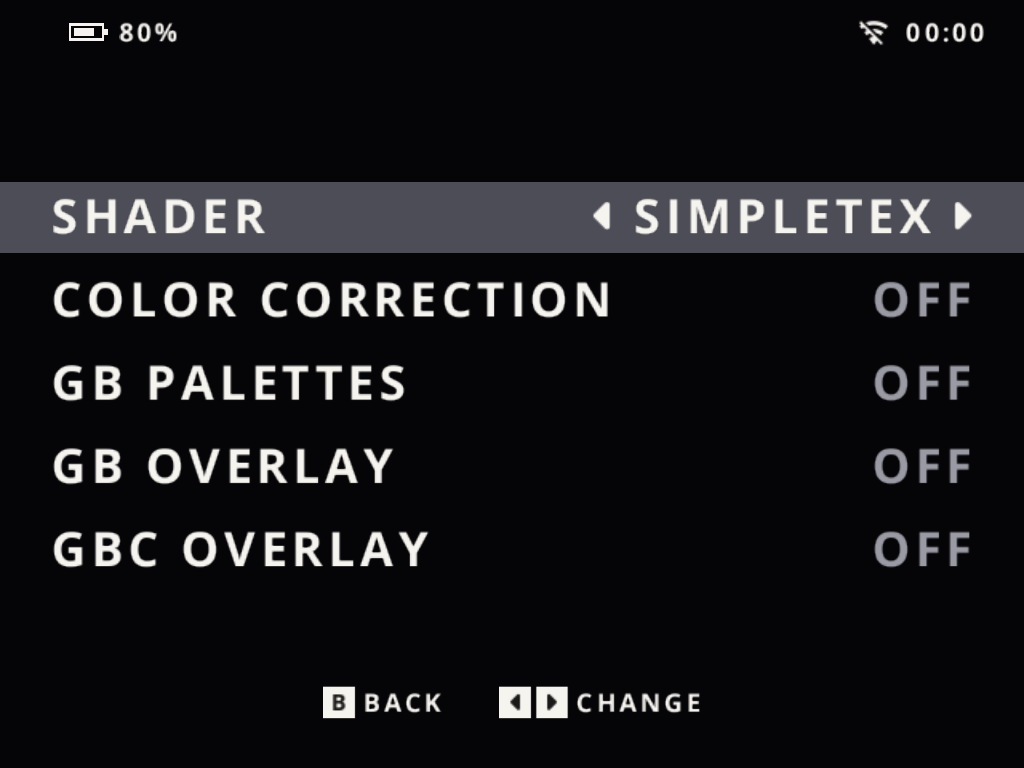 80% 00:00
SHADER SIMPLETEX
COLOR CORRECTION OFF
GB PALETTES OFF
GB OVERLAY OFF
GBC OVERLAY OFF
B BACK CHANGE